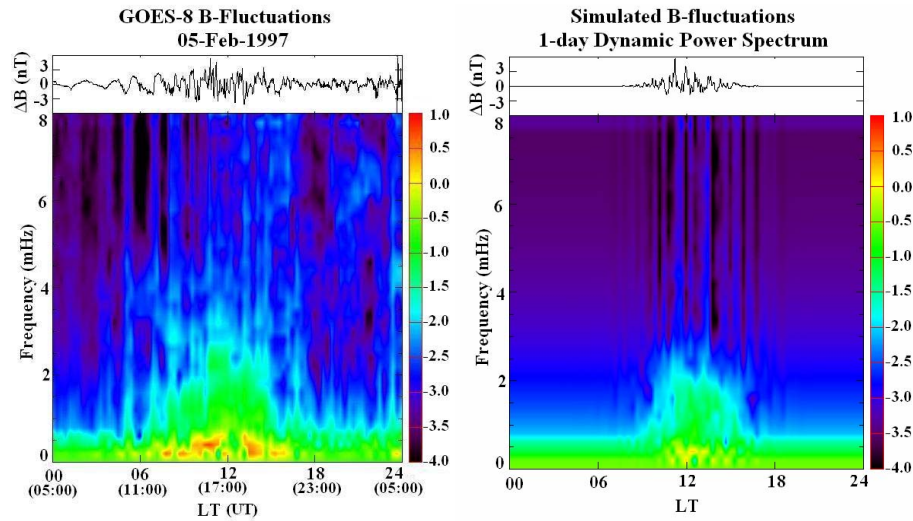 GOES-8 B-Fluctuations
05-Feb-1997
ΔB (nT)
3
0
-3
Frequency (mHz)
8
6
4
2
0
00 06 12 18 24
(05:00) (11:00) (17:00) (23:00) (05:00)
LT (UT)
1.0
0.5
0.0
-0.5
-1.0
-1.5
-2.0
-2.5
-3.0
-3.5
-4.0
Simulated B-fluctuations
1-day Dynamic Power Spectrum
ΔB (nT)
3
0
-3
Frequency (mHz)
8
6
4
2
0
00 06 12 18 24
LT
1.0
0.5
0.0
-0.5
-1.0
-1.5
-2.0
-2.5
-3.0
-3.5
-4.0